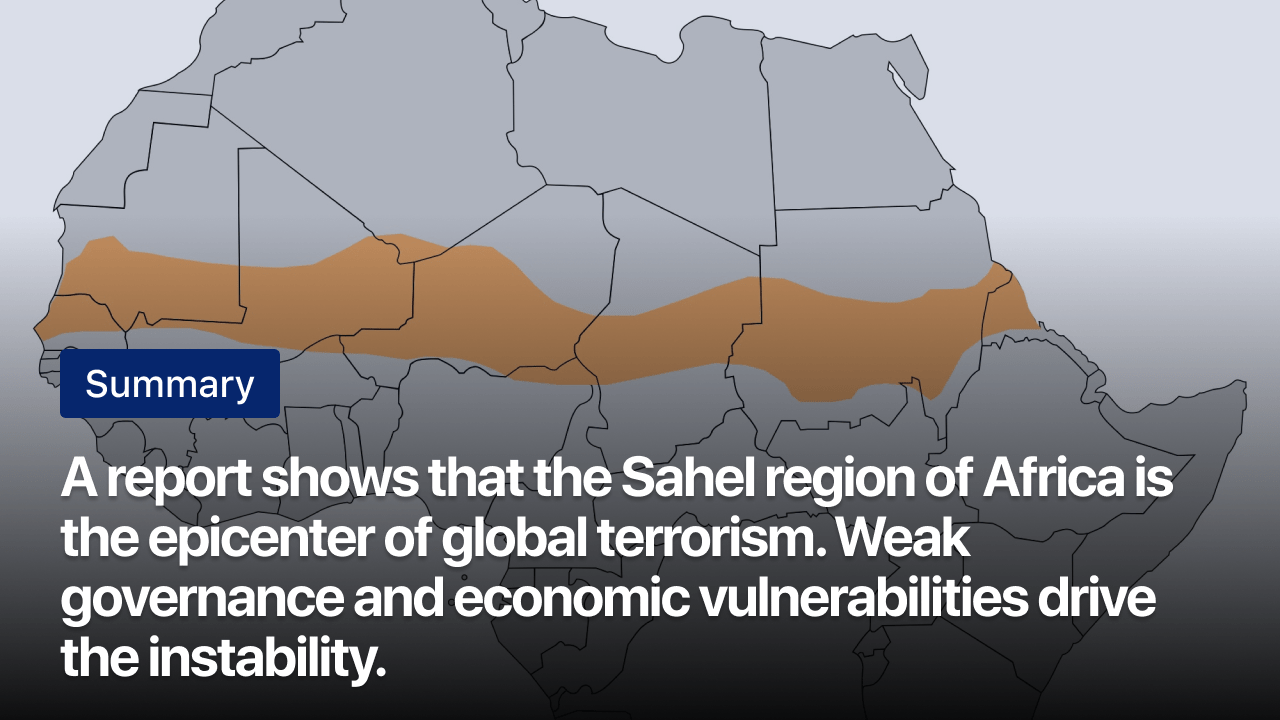 Summary
A report shows that the Sahel region of Africa is
the epicenter of global terrorism. Weak
governance and economic vulnerabilities drive
the instability.